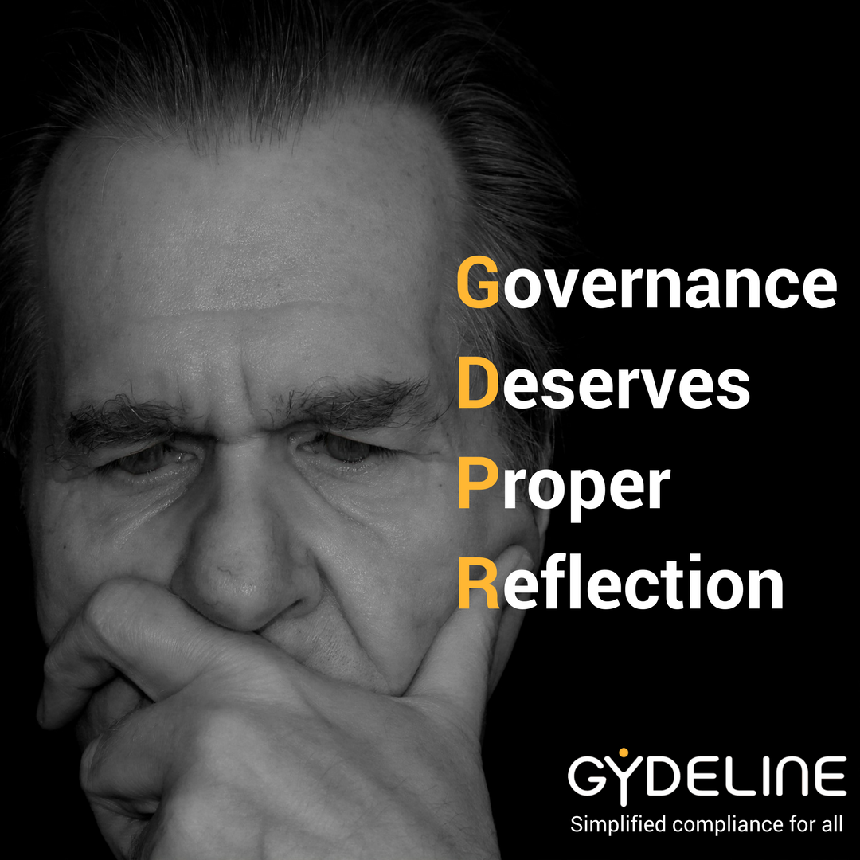 Governance
Deserves
Proper
Reflection
GYDELINE
Simplified compliance for all